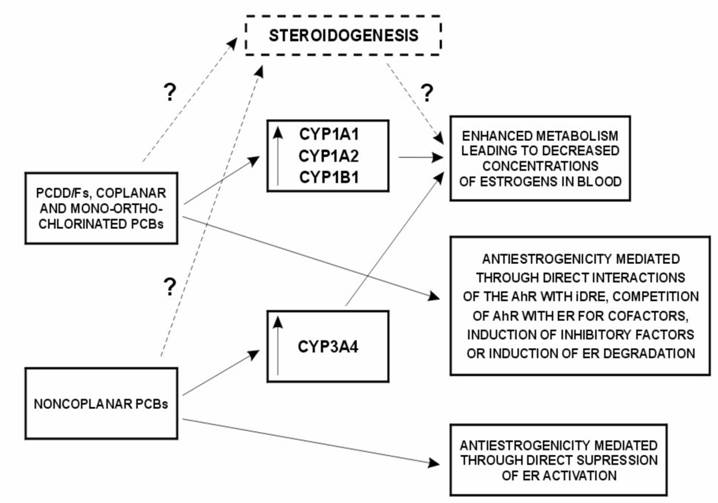 STEROIDOGENESIS
?
?
CYP1A1
CYP1A2
CYP1B1
ENHANCED METABOLISM
LEADING TO DECREASED
CONCENTRATIONS
OF ESTROGENS IN BLOOD
PCDD/Fs, COPLANAR
AND MONO-ORTHO-
CHLORINATED PCBs
ANTIESTROGENICITY MEDIATED
THROUGH DIRECT INTERACTIONS
OF THE AhR WITH iDRE, COMPETITION
OF AhR WITH ER FOR COFACTORS,
INDUCTION OF INHIBITORY FACTORS
OR INDUCTION OF ER DEGRADATION
?
CYP3A4
NONCOPLANAR PCBs
ANTIESTROGENICITY MEDIATED
THROUGH DIRECT SUPRESSION
OF ER ACTIVATION